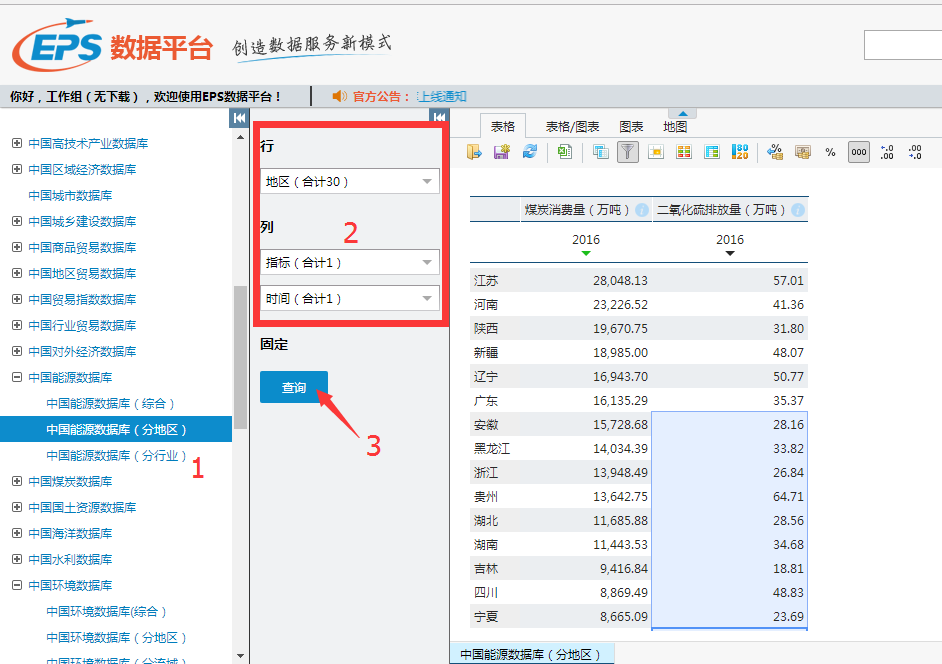 EPS 数据平台 创造数据服务新模式
你好，工作组（无下载），欢迎使用EPS数据平台！ 官方公告： 上线通知
中国高技术产业数据库
中国区域经济数据库
中国城市数据库
中国城乡建设数据库
中国商品贸易数据库
中国地区贸易数据库
中国贸易指数数据库
中国行业贸易数据库
中国对外经济数据库
中国能源数据库
中国能源数据库（综合）
中国能源数据库（分地区）
中国能源数据库（分行业）
1
中国煤炭数据库
中国国土资源数据库
中国海洋数据库
中国水利数据库
中国环境数据库
中国环境数据库(综合）
中国环境数据库（分地区）
中国环境数据库（分流域）
行
地区（合计30）
列
2
指标（合计1）
时间（合计1）
固定
查询
3
表格 表格/图表 图表 地图
% 000 .00 .00
煤炭消费量（万吨） 二氧化硫排放量（万吨）
2016 2016
江苏 28,048.13 57.01
河南 23,226.52 41.36
陕西 19,670.75 31.80
新疆 18,985.00 48.07
辽宁 16,943.70 50.77
广东 16,135.29 35.37
安徽 15,728.68 28.16
黑龙江 14,034.39 33.82
浙江 13,948.49 26.84
贵州 13,642.75 64.71
湖北 11,685.88 28.56
湖南 11,443.53 34.68
吉林 9,416.84 18.81
四川 8,869.49 48.83
宁夏 8,665.09 23.69
中国能源数据库（分地区）